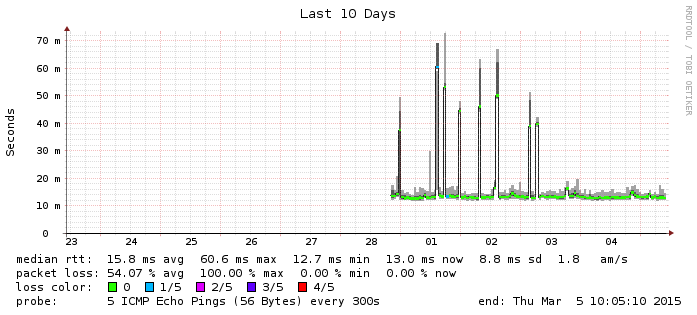 Last 10 Days
RRDTOOL / TOBI OETIKER
Seconds
70 m
60 m
50 m
40 m
30 m
20 m
10 m
0
23 24 25 26 27 28 01 02 03 04
median rtt: 15.8 ms avg 60.6 ms max 12.7 ms min 13.0 ms now 8.8 ms sd 1.8 am/s
packet loss: 54.07 % avg 100.00 % max 0.00 % min 0.00 % now
loss color: 0 1/5 2/5 3/5 4/5
probe: 5 ICMP Echo Pings (56 Bytes) every 300s end: Thu Mar 5 10:05:10 2015